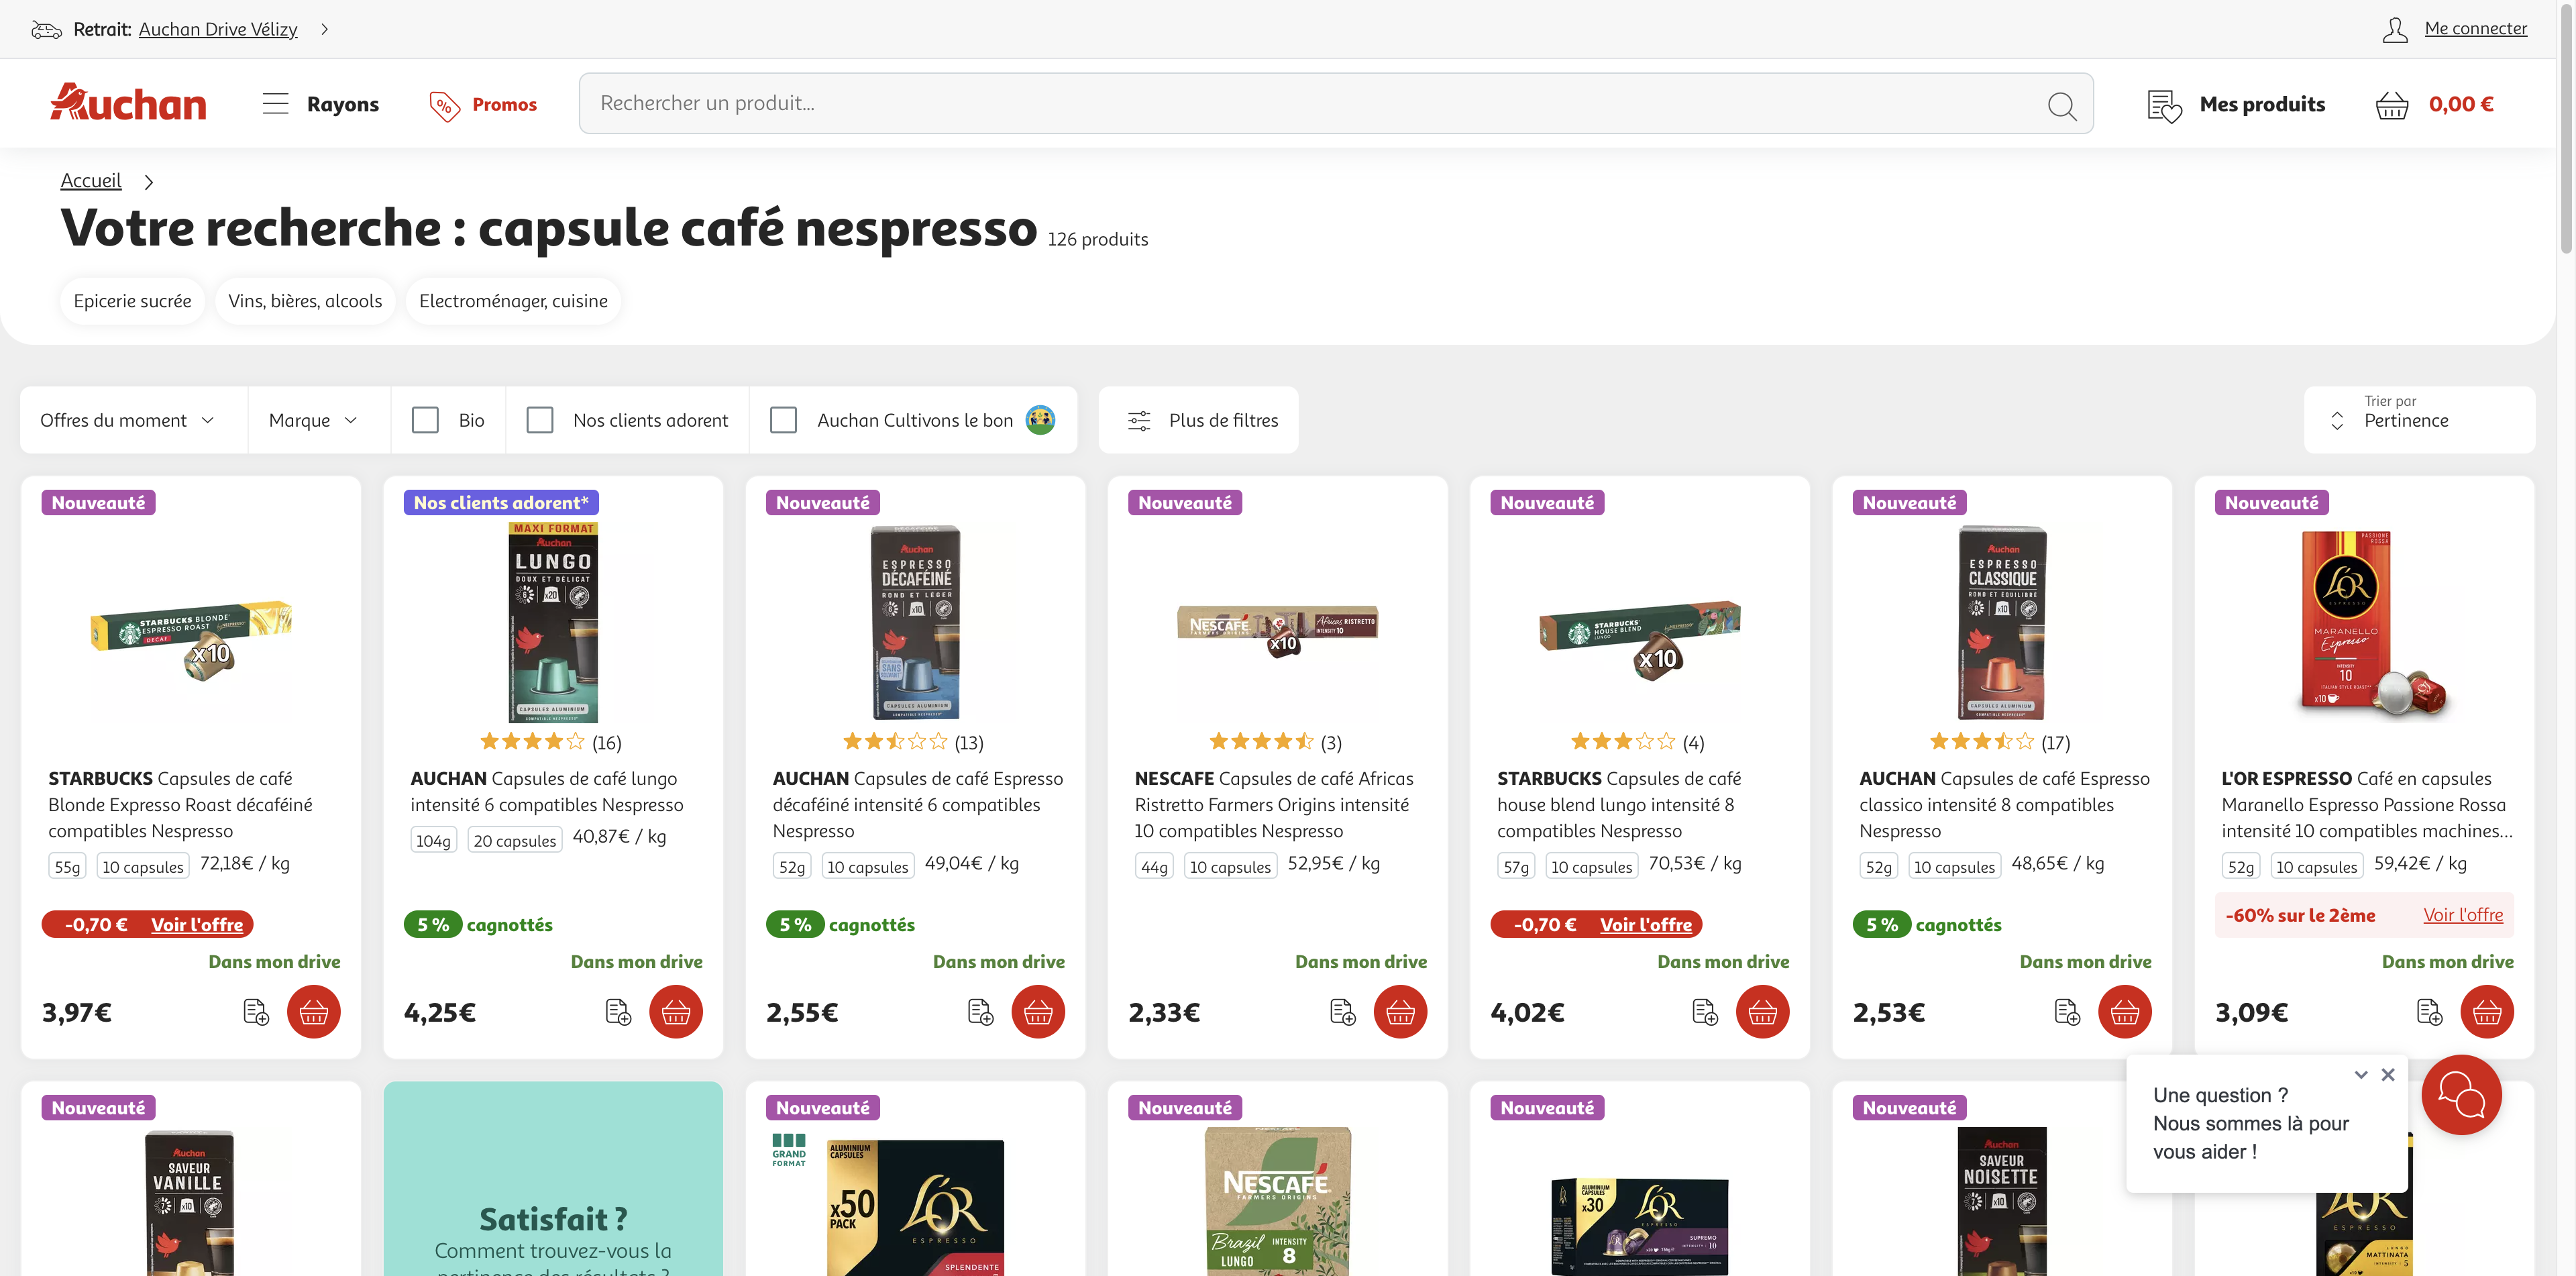 Retrait: Auchan Drive Vélizy
Me connecter
Auchan
Rayons
Promos
Rechercher un produit...
Mes produits
0,00 €
Accueil
Votre recherche : capsule café nespresso 126 produits
Epicerie sucrée
Vins, bières, alcools
Electroménager, cuisine
Offres du moment
Marque
Bio
Nos clients adorent
Auchan Cultivons le bon
Plus de filtres
Trier par
Pertinence
Nouveauté
STARBUCKS BLONDE
ESPRESSO ROAST
DECAF
x10
STARBUCKS Capsules de café
Blonde Expresso Roast décaféiné
compatibles Nespresso
55g 10 capsules 72,18€ / kg
-0,70 € Voir l'offre
Dans mon drive
3,97€
Nos clients adorent*
MAXI FORMAT
Auchan
LUNGO
DOUX ET DÉLICAT
x20
CAPSULES ALUMINIUM
(16)
AUCHAN Capsules de café lungo
intensité 6 compatibles Nespresso
104g 20 capsules 40,87€ / kg
5 % cagnottés
Dans mon drive
4,25€
Nouveauté
Auchan
ESPRESSO
DÉCAFÉINÉ
ROND ET LÉGER
x10
CAPSULES ALUMINIUM
(13)
AUCHAN Capsules de café Espresso
décaféiné intensité 6 compatibles
Nespresso
52g 10 capsules 49,04€ / kg
5 % cagnottés
Dans mon drive
2,55€
Nouveauté
NESCAFÉ
FARMERS ORIGINS
Africas RISTRETTO
INTENSITY 10
x10
(3)
NESCAFE Capsules de café Africas
Ristretto Farmers Origins intensité
10 compatibles Nespresso
44g 10 capsules 52,95€ / kg
Dans mon drive
2,33€
Nouveauté
STARBUCKS
HOUSE BLEND
LUNGO
x10
(4)
STARBUCKS Capsules de café
house blend lungo intensité 8
compatibles Nespresso
57g 10 capsules 70,53€ / kg
-0,70 € Voir l'offre
Dans mon drive
4,02€
Nouveauté
Auchan
ESPRESSO
CLASSIQUE
ROND ET ÉQUILIBRÉ
x10
CAPSULES ALUMINIUM
(17)
AUCHAN Capsules de café Espresso
classico intensité 8 compatibles
Nespresso
52g 10 capsules 48,65€ / kg
5 % cagnottés
Dans mon drive
2,53€
Nouveauté
PASSIONE
ROSSA
L'OR
ESPRESSO
MARANELLO
Espresso
INTENSITY
10
x10
L'OR ESPRESSO Café en capsules
Maranello Espresso Passione Rossa
intensité 10 compatibles machines...
52g 10 capsules 59,42€ / kg
-60% sur le 2ème Voir l'offre
Dans mon drive
3,09€
Nouveauté
Auchan
SAVEUR
VANILLE
x10
Satisfait ?
Comment trouvez-vous la
pertinence des résultats ?
Nouveauté
GRAND
FORMAT
ALUMINIUM
CAPSULES
x50
PACK
L'OR
ESPRESSO
SPLENDENTE
Nouveauté
NESCAFÉ
FARMERS ORIGINS
Brazil
LUNGO
INTENSITY
8
Nouveauté
ALUMINIUM
CAPSULES
x30
L'OR
ESPRESSO
SUPREMO
INTENSITY 10
Nouveauté
Auchan
SAVEUR
NOISETTE
x10
L'OR
ESPRESSO
LUNGO
MATTINATA
Une question ?
Nous sommes là pour
vous aider !